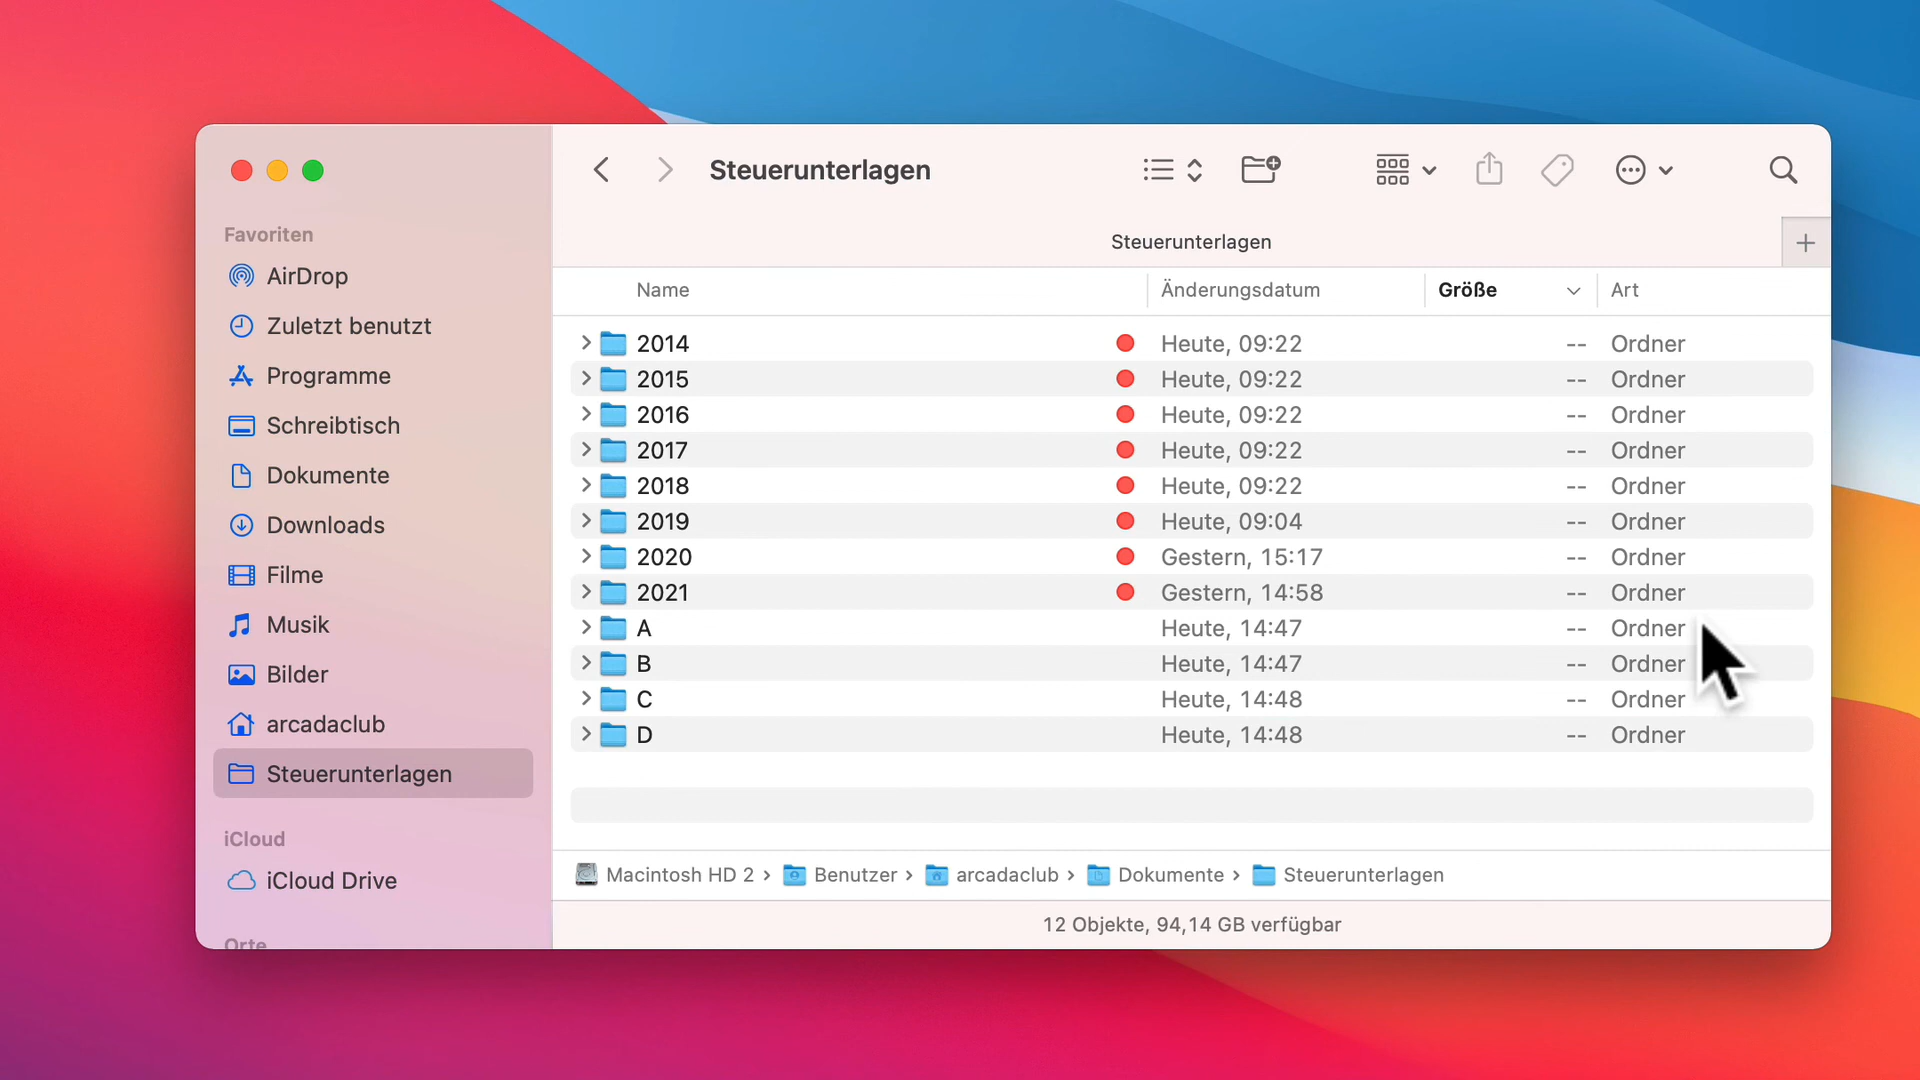 Steuerunterlagen
Favoriten
AirDrop
Zuletzt benutzt
Programme
Schreibtisch
Dokumente
Downloads
Filme
Musik
Bilder
arcadaclub
Steuerunterlagen
iCloud
iCloud Drive
Orte
Steuerunterlagen
Name Änderungsdatum Größe Art
2014 Heute, 09:22 -- Ordner
2015 Heute, 09:22 -- Ordner
2016 Heute, 09:22 -- Ordner
2017 Heute, 09:22 -- Ordner
2018 Heute, 09:22 -- Ordner
2019 Heute, 09:04 -- Ordner
2020 Gestern, 15:17 -- Ordner
2021 Gestern, 14:58 -- Ordner
A Heute, 14:47 -- Ordner
B Heute, 14:47 -- Ordner
C Heute, 14:48 -- Ordner
D Heute, 14:48 -- Ordner
Macintosh HD 2 › Benutzer › arcadaclub › Dokumente › Steuerunterlagen
12 Objekte, 94,14 GB verfügbar